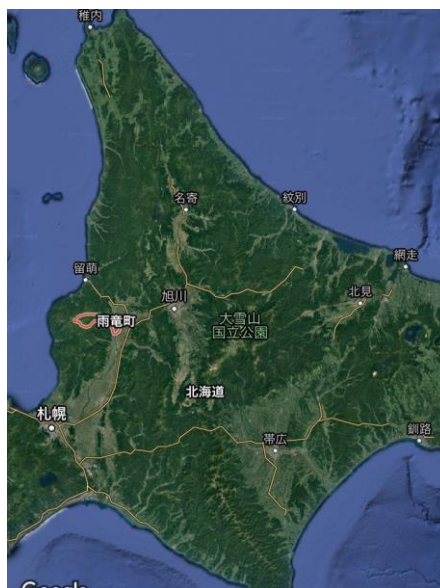 稚内
名寄
紋別
網走
留萌
旭川
北見
雨竜町
大雪山
国立公園
北海道
札幌
帯広
釧路
Google